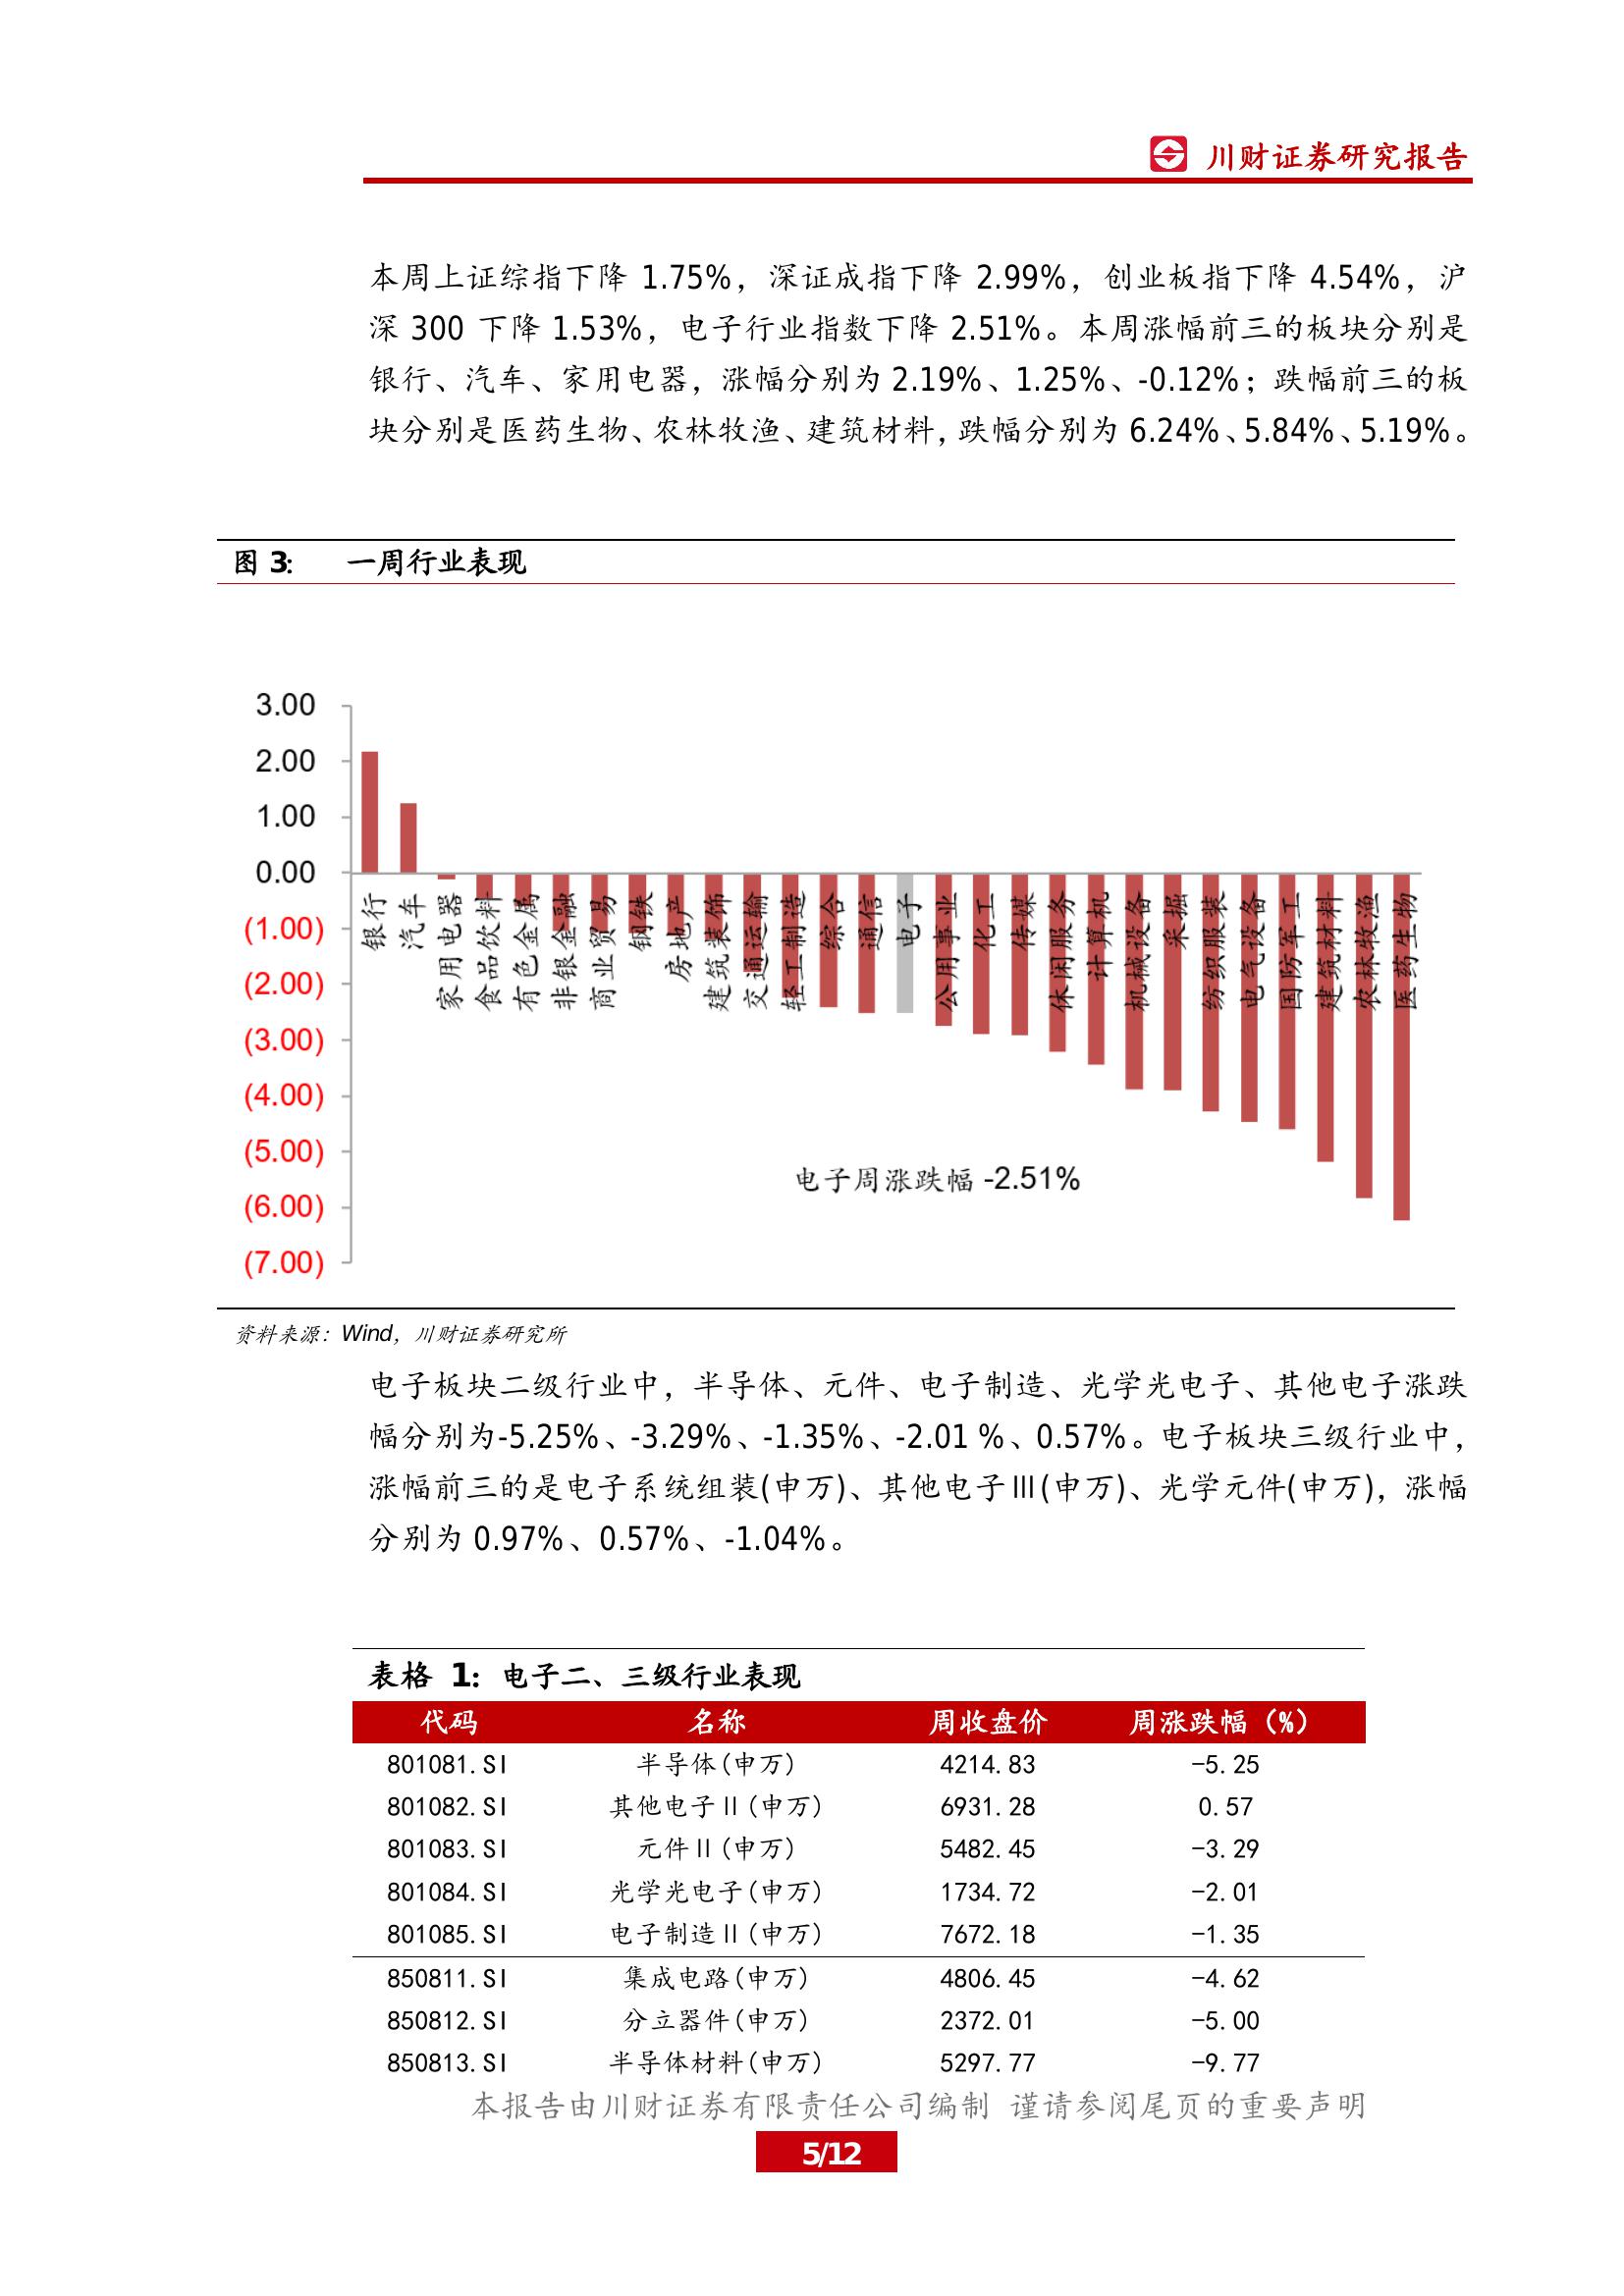 川财证券研究报告
本周上证综指下降 1.75%，深证成指下降 2.99%，创业板指下降 4.54%，沪
深 300 下降 1.53%，电子行业指数下降 2.51%。本周涨幅前三的板块分别是
银行、汽车、家用电器，涨幅分别为 2.19%、1.25%、-0.12%；跌幅前三的板
块分别是医药生物、农林牧渔、建筑材料，跌幅分别为 6.24%、5.84%、5.19%。
图 3： 一周行业表现
3.00
2.00
1.00
0.00
(1.00)
(2.00)
(3.00)
(4.00)
(5.00)
(6.00)
(7.00)
银行
汽车
家用电器
食品饮料
有色金属
非银金融
商业贸易
钢铁
房地产
建筑装饰
交通运输
轻工制造
综合
通信
电子
公用事业
化工
传媒
休闲服务
计算机
机械设备
采掘
纺织服装
电气设备
国防军工
建筑材料
农林牧渔
医药生物
电子周涨跌幅 -2.51%
资料来源：Wind，川财证券研究所
电子板块二级行业中，半导体、元件、电子制造、光学光电子、其他电子涨跌
幅分别为-5.25%、-3.29%、-1.35%、-2.01 %、0.57%。电子板块三级行业中，
涨幅前三的是电子系统组装(申万)、其他电子Ⅲ(申万)、光学元件(申万)，涨幅
分别为 0.97%、0.57%、-1.04%。
表格 1：电子二、三级行业表现
代码 名称 周收盘价 周涨跌幅（%）
801081.SI 半导体(申万) 4214.83 -5.25
801082.SI 其他电子Ⅱ(申万) 6931.28 0.57
801083.SI 元件Ⅱ(申万) 5482.45 -3.29
801084.SI 光学光电子(申万) 1734.72 -2.01
801085.SI 电子制造Ⅱ(申万) 7672.18 -1.35
850811.SI 集成电路(申万) 4806.45 -4.62
850812.SI 分立器件(申万) 2372.01 -5.00
850813.SI 半导体材料(申万) 5297.77 -9.77
本报告由川财证券有限责任公司编制 谨请参阅尾页的重要声明
5/12